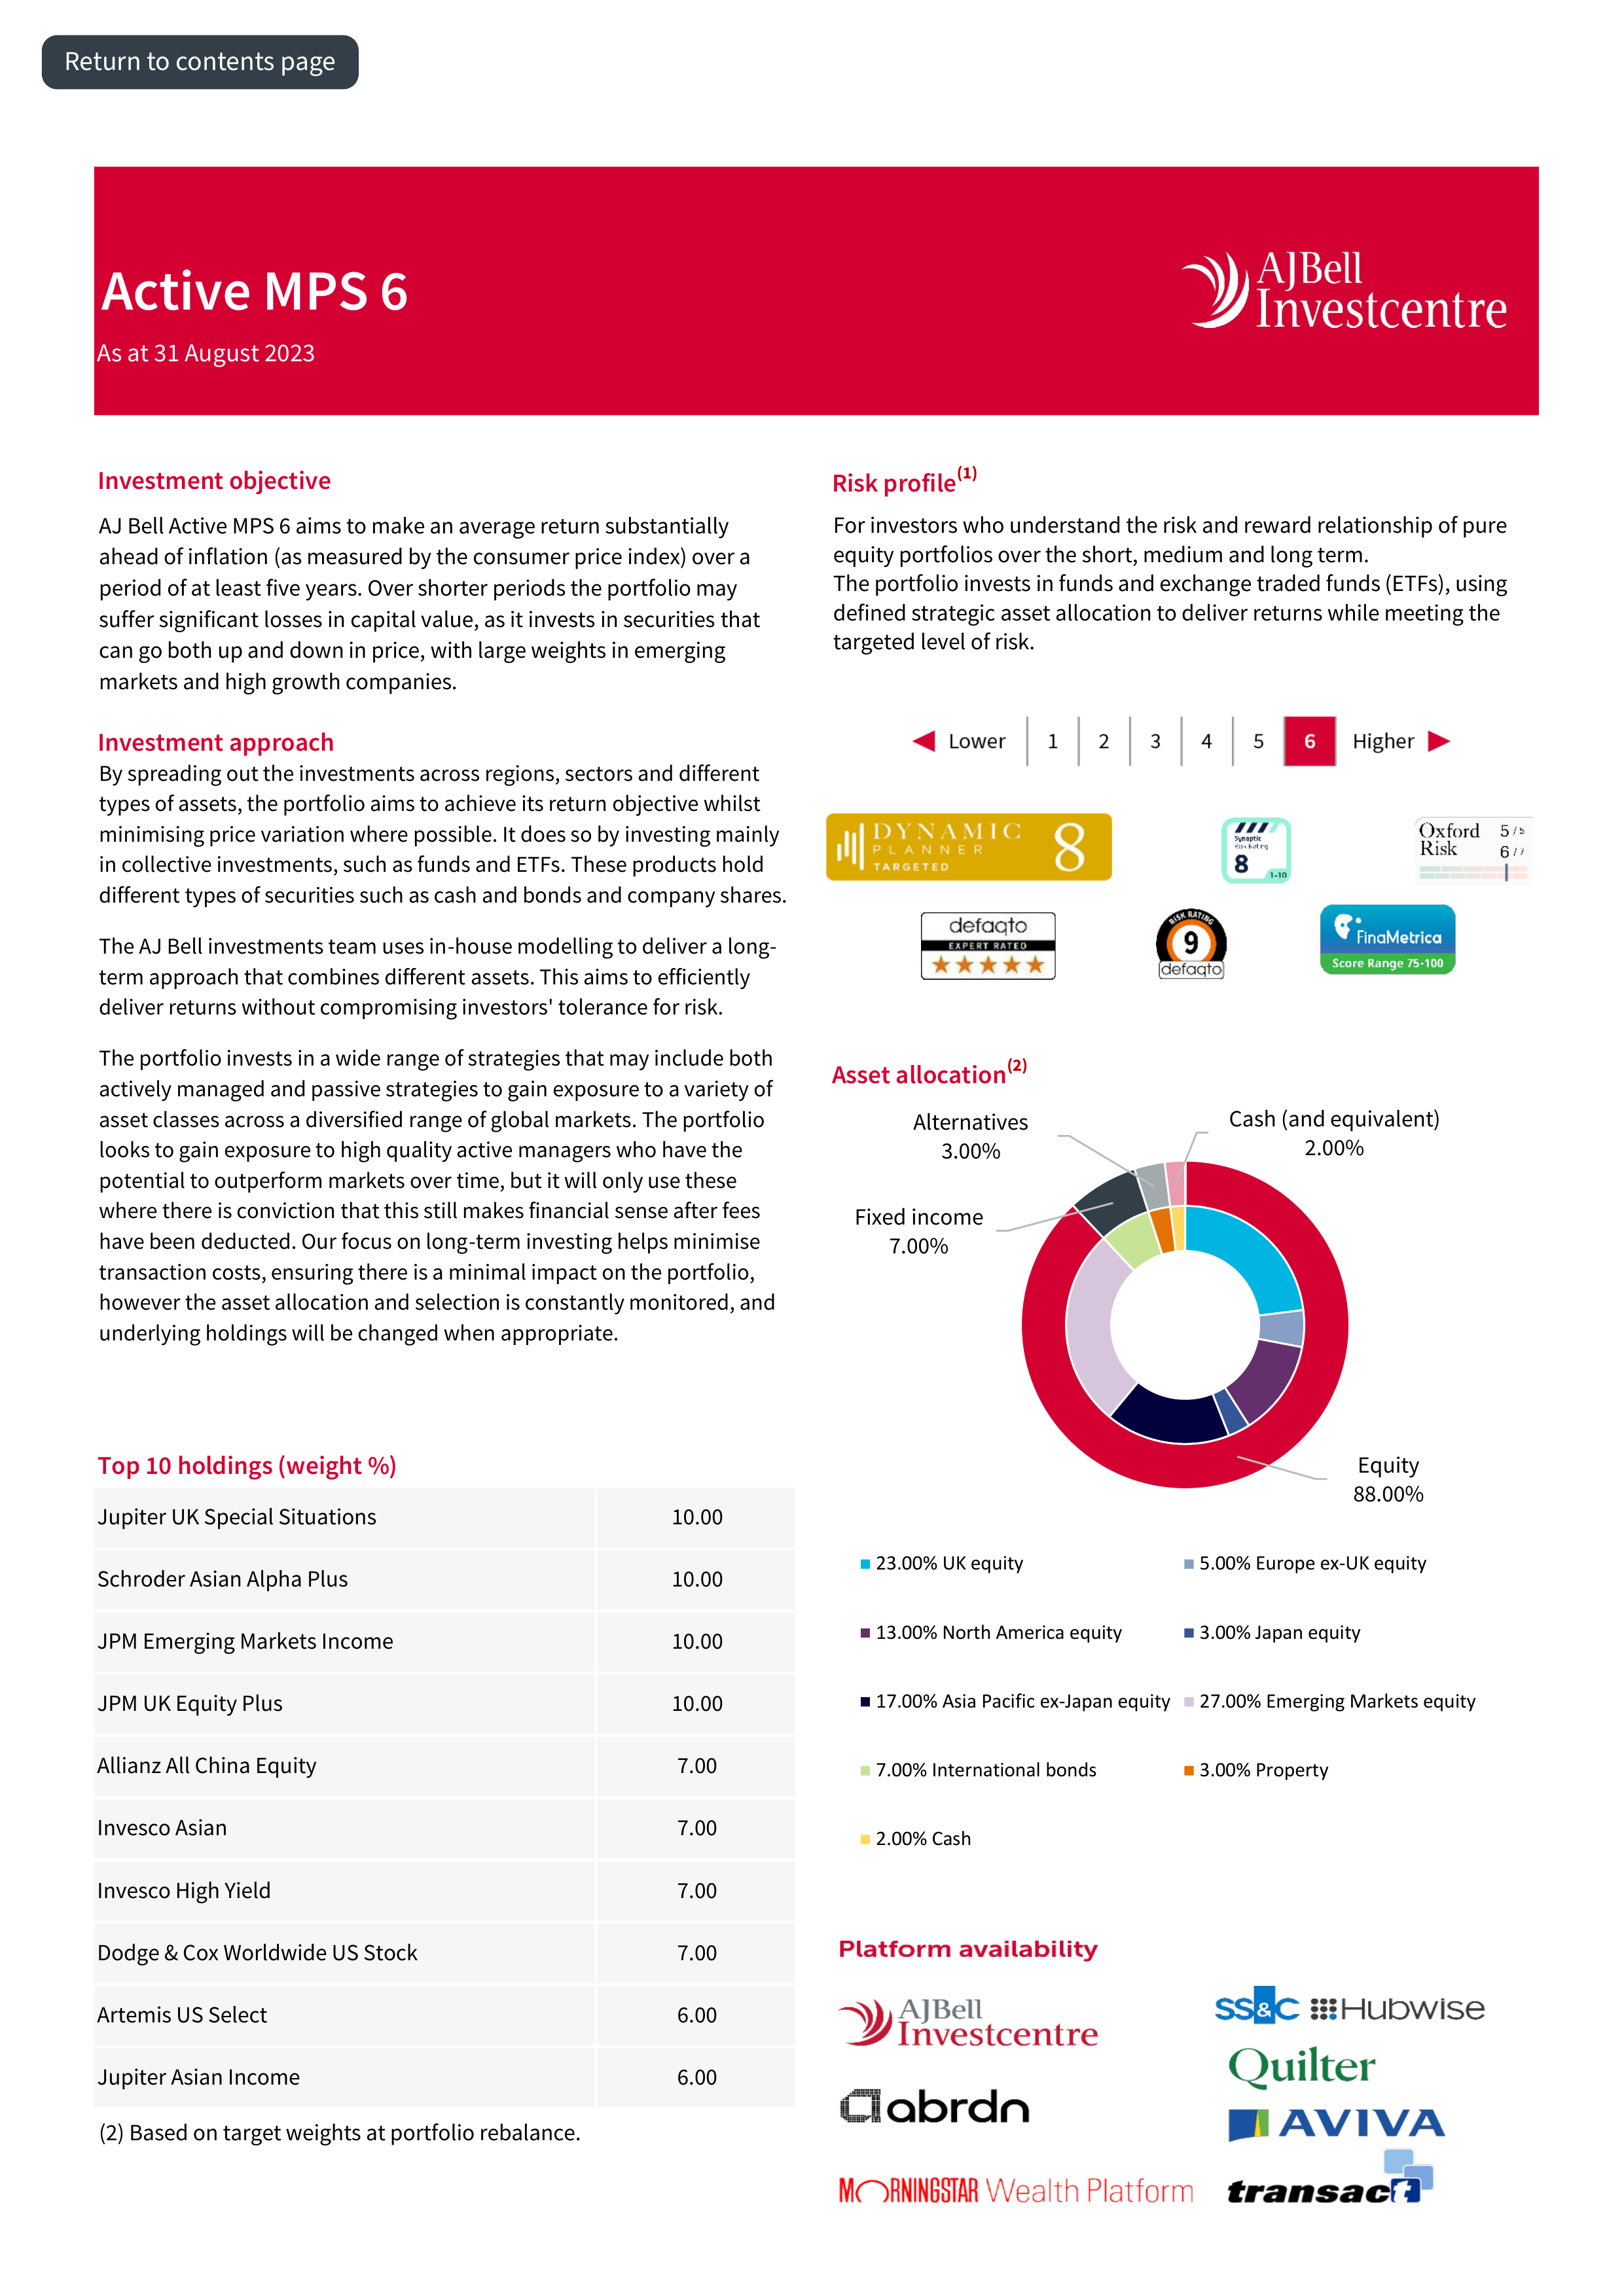 Return to contents page
Active MPS 6
As at 31 August 2023
AJBell
Investcentre
Investment objective
AJ Bell Active MPS 6 aims to make an average return substantially
ahead of inflation (as measured by the consumer price index) over a
period of at least five years. Over shorter periods the portfolio may
suffer significant losses in capital value, as it invests in securities that
can go both up and down in price, with large weights in emerging
markets and high growth companies.
Investment approach
By spreading out the investments across regions, sectors and different
types of assets, the portfolio aims to achieve its return objective whilst
minimising price variation where possible. It does so by investing mainly
in collective investments, such as funds and ETFs. These products hold
different types of securities such as cash and bonds and company shares.
The AJ Bell investments team uses in-house modelling to deliver a long-
term approach that combines different assets. This aims to efficiently
deliver returns without compromising investors' tolerance for risk.
The portfolio invests in a wide range of strategies that may include both
actively managed and passive strategies to gain exposure to a variety of
asset classes across a diversified range of global markets. The portfolio
looks to gain exposure to high quality active managers who have the
potential to outperform markets over time, but it will only use these
where there is conviction that this still makes financial sense after fees
have been deducted. Our focus on long-term investing helps minimise
transaction costs, ensuring there is a minimal impact on the portfolio,
however the asset allocation and selection is constantly monitored, and
underlying holdings will be changed when appropriate.
Top 10 holdings (weight %)
Jupiter UK Special Situations 10.00
Schroder Asian Alpha Plus 10.00
JPM Emerging Markets Income 10.00
JPM UK Equity Plus 10.00
Allianz All China Equity 7.00
Invesco Asian 7.00
Invesco High Yield 7.00
Dodge & Cox Worldwide US Stock 7.00
Artemis US Select 6.00
Jupiter Asian Income 6.00
(2) Based on target weights at portfolio rebalance.
Risk profile(1)
For investors who understand the risk and reward relationship of pure
equity portfolios over the short, medium and long term.
The portfolio invests in funds and exchange traded funds (ETFs), using
defined strategic asset allocation to deliver returns while meeting the
targeted level of risk.
Lower 1 2 3 4 5 6 Higher
DYNAMIC
PLANNER
TARGETED
8
Synaptic
Risk Rating
8
1-10
Oxford 5/5
Risk 6/7
defaqto
EXPERT RATED
RISK RATING
9
defaqto
FinaMetrica
Score Range 75-100
Asset allocation(2)
Alternatives
3.00%
Cash (and equivalent)
2.00%
Fixed income
7.00%
Equity
88.00%
23.00% UK equity
5.00% Europe ex-UK equity
13.00% North America equity
3.00% Japan equity
17.00% Asia Pacific ex-Japan equity
27.00% Emerging Markets equity
7.00% International bonds
3.00% Property
2.00% Cash
Platform availability
AJBell
Investcentre
SS&C Hubwise
Quilter
abrdn
AVIVA
MORNINGSTAR Wealth Platform
transact